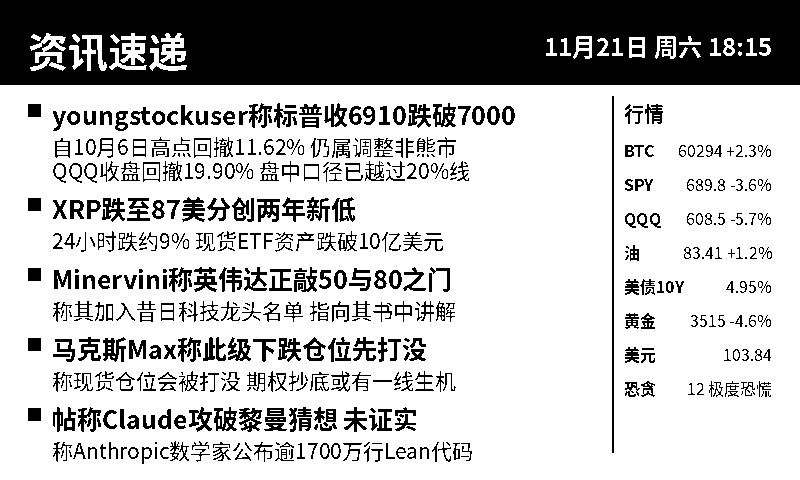 资讯速递
11月21日 周六 18:15
youngstockuser称标普收6910跌破7000
自10月6日高点回撤11.62% 仍属调整非熊市
QQQ收盘回撤19.90% 盘中口径已越过20%线
XRP跌至87美分创两年新低
24小时跌约9% 现货ETF资产跌破10亿美元
Minervini称英伟达正敲50与80之门
称其加入昔日科技龙头名单 指向其书中讲解
马克斯Max称此级下跌仓位先打没
称现货仓位会被打没 期权抄底或有一线生机
帖称Claude攻破黎曼猜想 未证实
称Anthropic数学家公布逾1700万行Lean代码
行情
BTC 60294 +2.3%
SPY 689.8 -3.6%
QQQ 608.5 -5.7%
油 83.41 +1.2%
美债10Y 4.95%
黄金 3515 -4.6%
美元 103.84
恐贪 12 极度恐慌